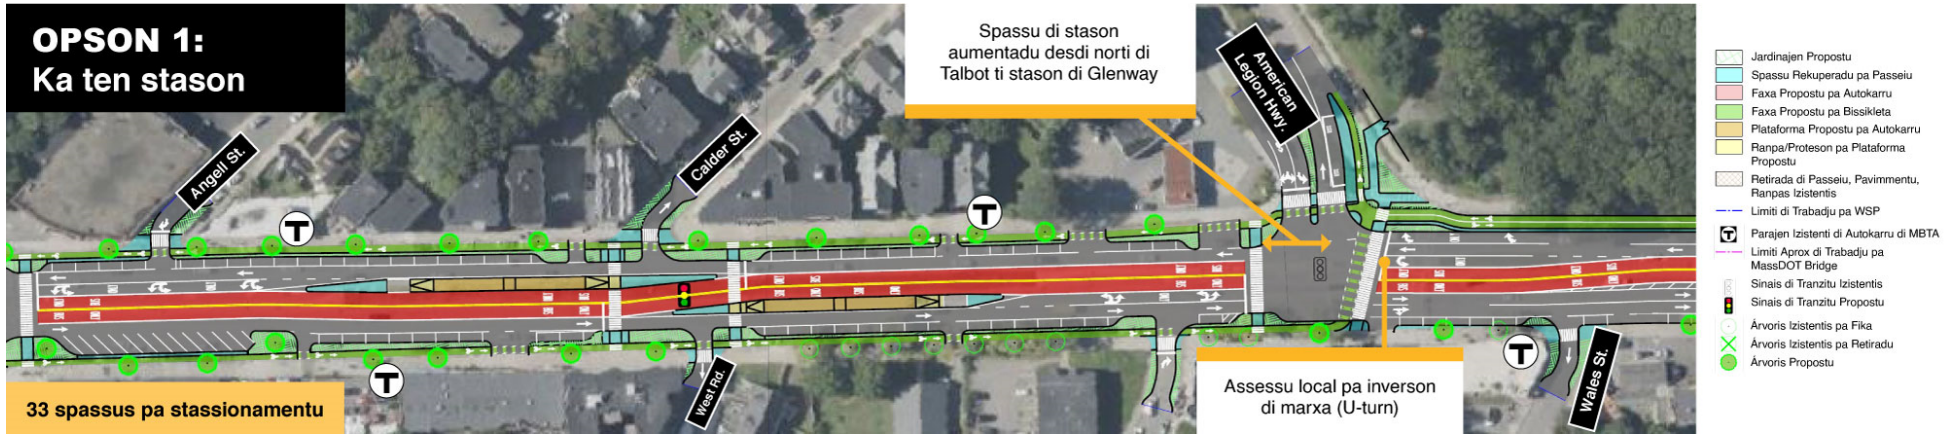 OPSON 1:
Ka ten stason
Angell St.
T
Calder St.
Spassu di stason
aumentadu desdi norti di
Talbot ti stason di Glenway
T
American
Legion Hwy.
33 spassus pa stassionamentu
T
West Rd.
Assessu local pa inverson
di marxa (U-turn)
T
Wales St.
Jardinajen Propostu
Spassu Rekuperadu pa Passeiu
Faxa Propostu pa Autokarru
Faxa Propostu pa Bissikleta
Plataforma Propostu pa Autokarru
Ranpa/Proteson pa Plataforma
Propostu
Retirada di Passeiu, Pavimmentu,
Ranpas Izistentis
Limiti di Trabadju pa WSP
T
Parajen Izistenti di Autokarru di MBTA
Limiti Aprox di Trabadju pa
MassDOT Bridge
Sinais di Tranzitu Izistentis
Sinais di Tranzitu Propostu
Árvoris Izistentis pa Fika
Árvoris Izistentis pa Retiradu
Árvoris Propostu